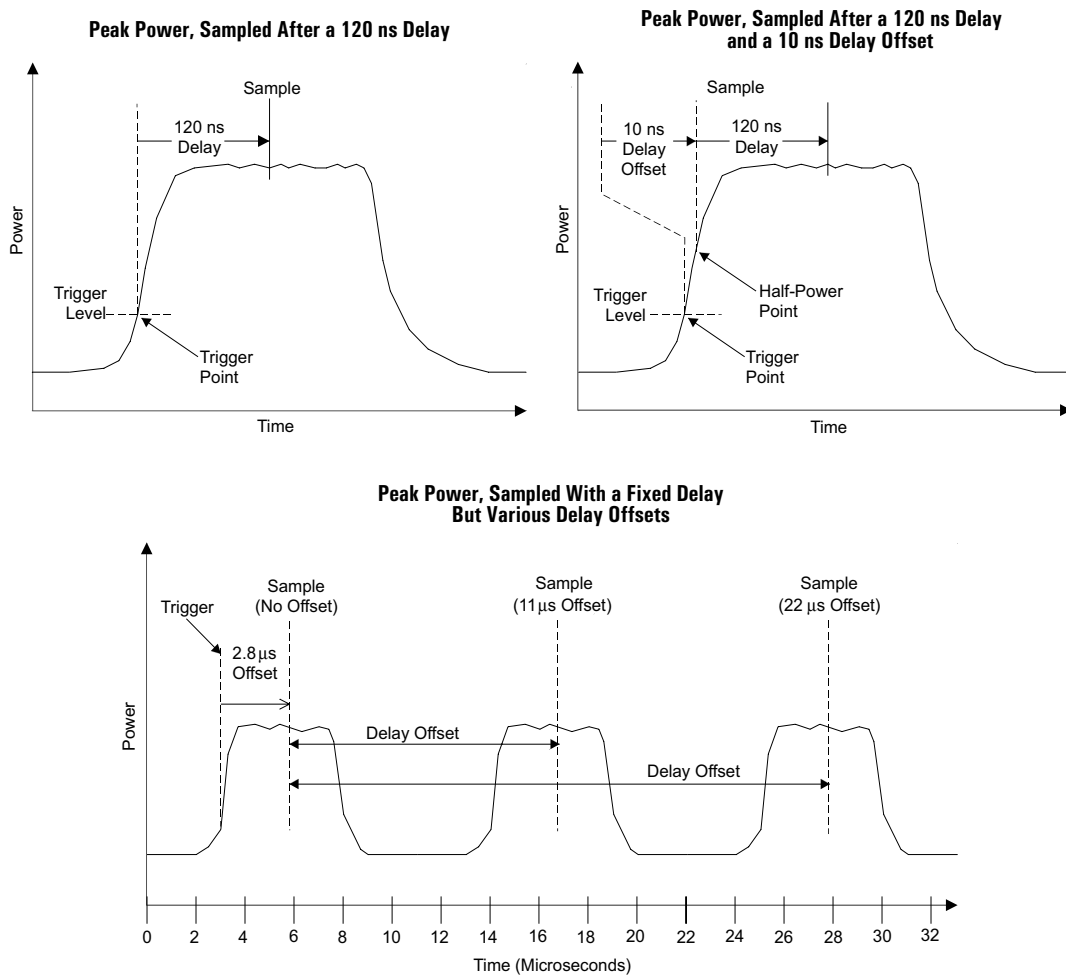 Peak Power, Sampled After a 120 ns Delay
Sample
120 ns
Delay
Power
Trigger
Level
Trigger
Point
Time
Peak Power, Sampled After a 120 ns Delay
and a 10 ns Delay Offset
Sample
10 ns
Delay
Offset
120 ns
Delay
Power
Trigger
Level
Half-Power
Point
Trigger
Point
Time
Peak Power, Sampled With a Fixed Delay
But Various Delay Offsets
Trigger
Sample
(No Offset)
Sample
(11 µs Offset)
Sample
(22 µs Offset)
2.8 µs
Offset
Power
Delay Offset
Delay Offset
0 2 4 6 8 10 12 14 16 18 20 22 24 26 28 30 32
Time (Microseconds)